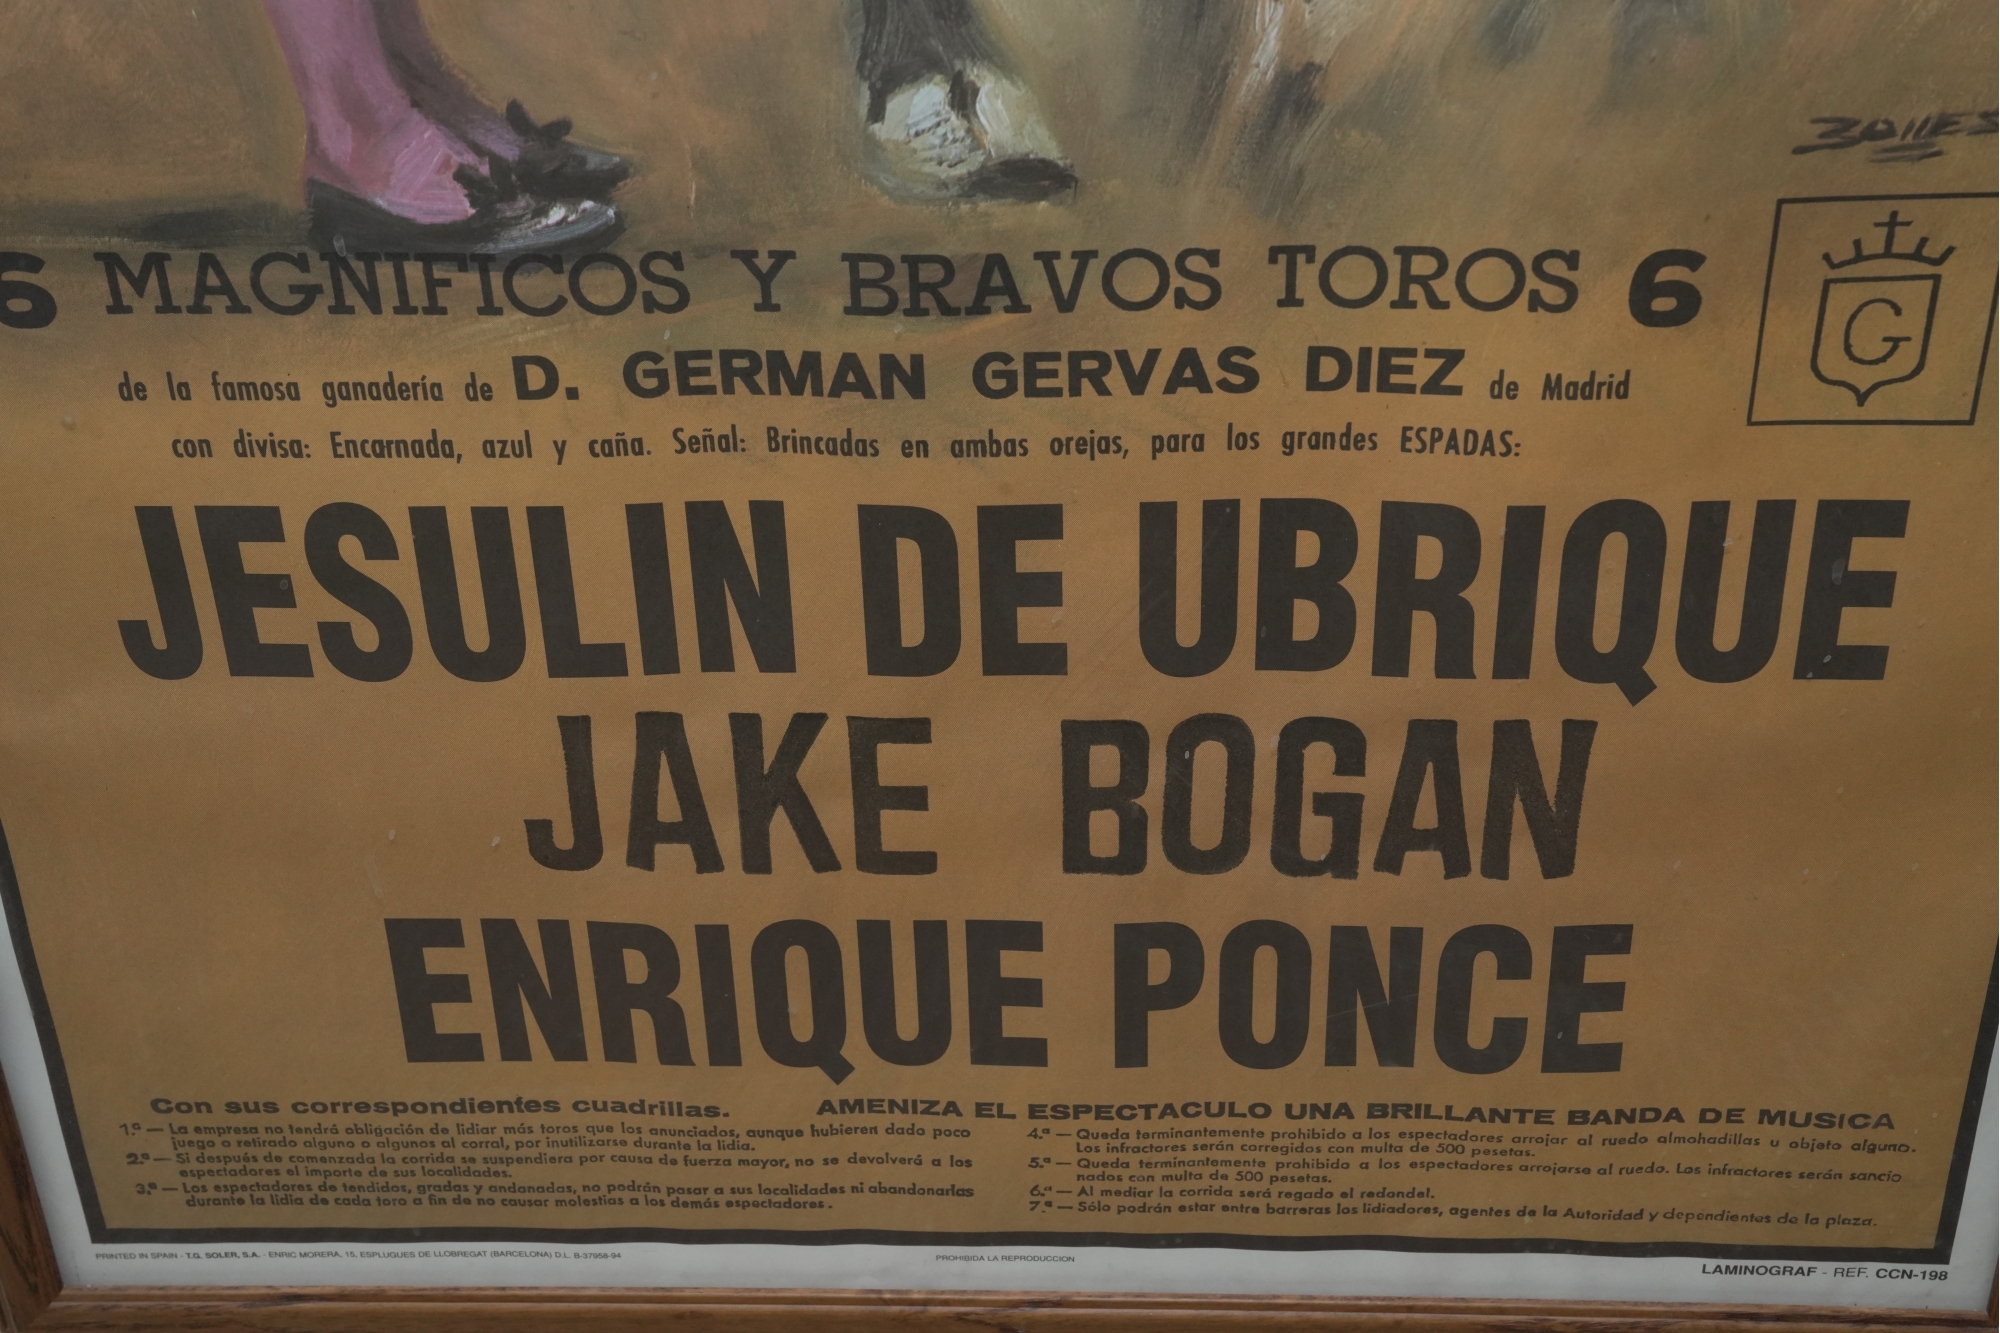 6 MAGNIFICOS Y BRAVOS TOROS 6
G
de la famosa ganadería de D. GERMAN GERVAS DIEZ de Madrid
con divisa: Encarnada, azul y caña. Señal: Brincadas en ambas orejas, para los grandes ESPADAS:
JESULIN DE UBRIQUE
JAKE BOGAN
ENRIQUE PONCE
Con sus correspondientes cuadrillas. AMENIZA EL ESPECTACULO UNA BRILLANTE BANDA DE MUSICA
1.ª — La empresa no tendrá obligación de lidiar más toros que los anunciados, aunque hubieren dado poco
juego o retirado alguno o algunos al corral, por inutilizarse durante la lidia.
2.ª — Si después de comenzada la corrida se suspendiera por causa de fuerza mayor, no se devolverá a los
espectadores el importe de sus localidades.
3.ª — Los espectadores de tendidos, gradas y andanadas, no podrán pasar a sus localidades ni abandonarlas
durante la lidia de cada toro a fin de no causar molestias a los demás espectadores.
4.ª — Queda terminantemente prohibido a los espectadores arrojar al ruedo almohadillas u objeto alguno.
Los infractores serán corregidos con multa de 500 pesetas.
5.ª — Queda terminantemente prohibido a los espectadores arrojarse al ruedo. Los infractores serán sancio
nados con multa de 500 pesetas.
6.ª — Al mediar la corrida será regado el redondel.
7.ª — Sólo podrán estar entre barreras los lidiadores, agentes de la Autoridad y dependientes de la plaza.
PRINTED IN SPAIN - T.G. SOLER, S.A. - ENRIC MORERA, 15, ESPLUGUES DE LLOBREGAT (BARCELONA) D.L. B-37958-94
PROHIBIDA LA REPRODUCCION
LAMINOGRAF - REF. CCN-198